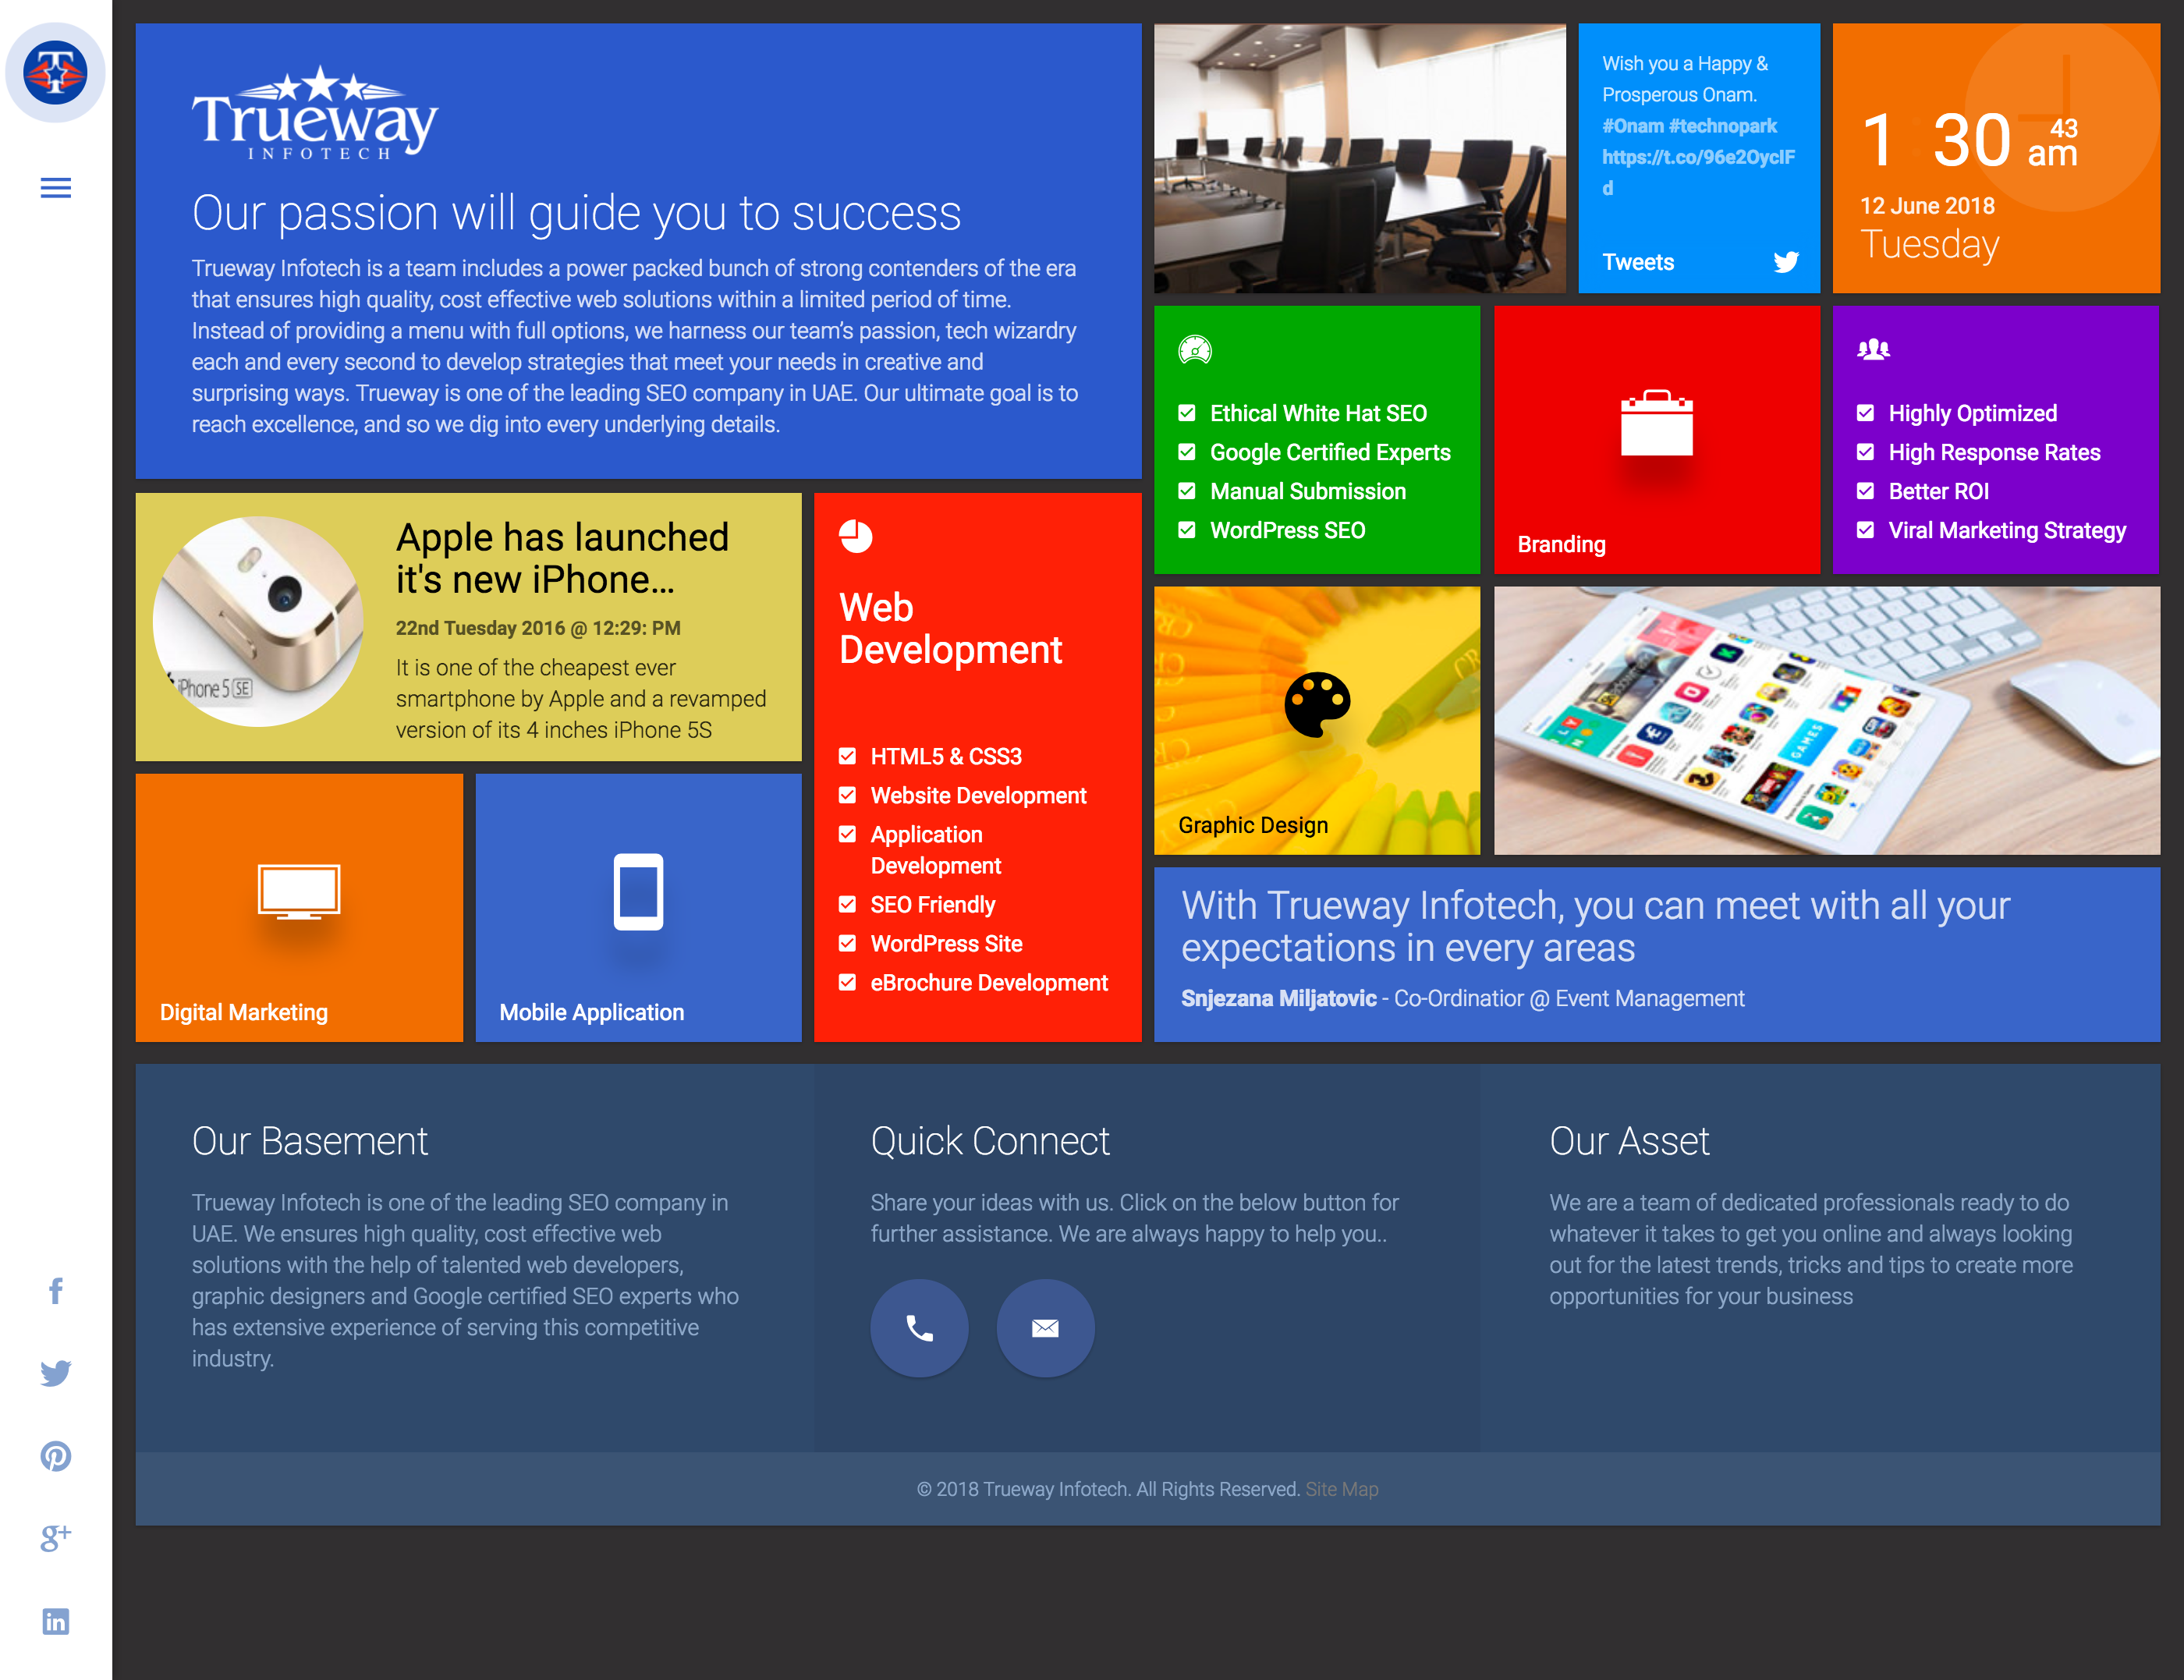 Trueway
INFOTECH
Our passion will guide you to success
Trueway Infotech is a team includes a power packed bunch of strong contenders of the era
that ensures high quality, cost effective web solutions within a limited period of time.
Instead of providing a menu with full options, we harness our team's passion, tech wizardry
each and every second to develop strategies that meet your needs in creative and
surprising ways. Trueway is one of the leading SEO company in UAE. Our ultimate goal is to
reach excellence, and so we dig into every underlying details.
Wish you a Happy &
Prosperous Onam.
#Onam #technopark
https://t.co/96e2OycIF
d
Tweets
1 30 43 am
12 June 2018
Tuesday
Ethical White Hat SEO
Google Certified Experts
Manual Submission
WordPress SEO
Branding
Highly Optimized
High Response Rates
Better ROI
Viral Marketing Strategy
iPhone 5 SE
Apple has launched
it's new iPhone...
22nd Tuesday 2016 @ 12:29: PM
It is one of the cheapest ever
smartphone by Apple and a revamped
version of its 4 inches iPhone 5S
Web
Development
HTML5 & CSS3
Website Development
Application
Development
SEO Friendly
WordPress Site
eBrochure Development
Graphic Design
GAMES
Digital Marketing
Mobile Application
With Trueway Infotech, you can meet with all your
expectations in every areas
Snjezana Miljatovic - Co-Ordinatior @ Event Management
Our Basement
Trueway Infotech is one of the leading SEO company in
UAE. We ensures high quality, cost effective web
solutions with the help of talented web developers,
graphic designers and Google certified SEO experts who
has extensive experience of serving this competitive
industry.
Quick Connect
Share your ideas with us. Click on the below button for
further assistance. We are always happy to help you..
Our Asset
We are a team of dedicated professionals ready to do
whatever it takes to get you online and always looking
out for the latest trends, tricks and tips to create more
opportunities for your business
© 2018 Trueway Infotech. All Rights Reserved. Site Map